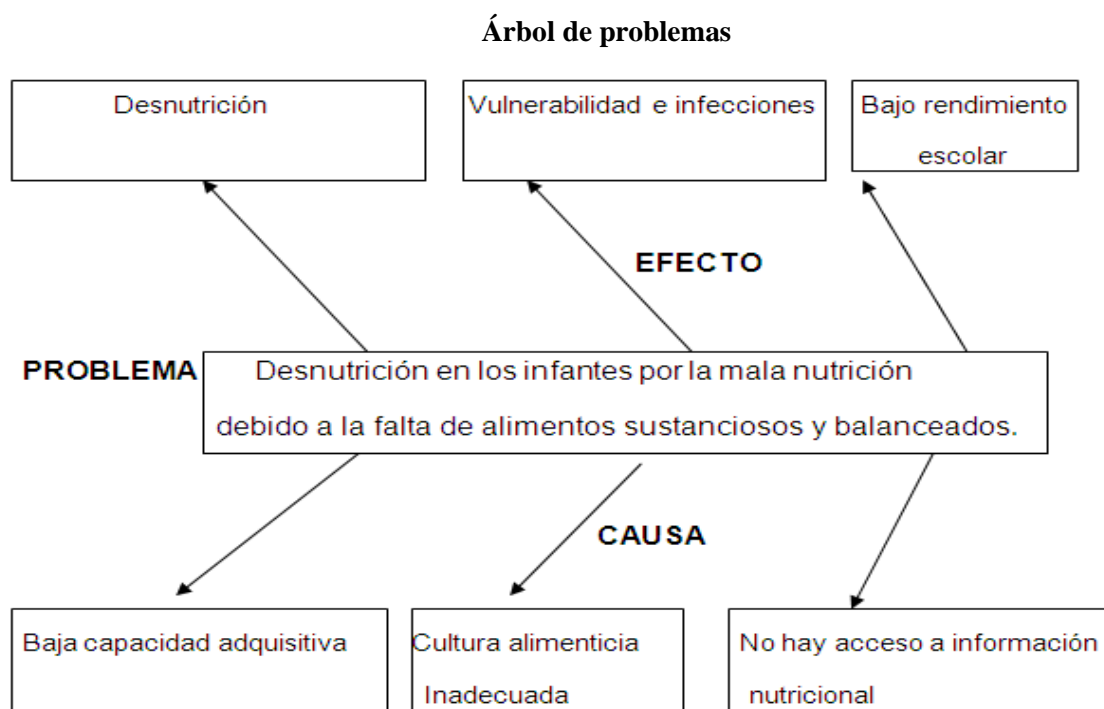 Árbol de problemas
Desnutrición
Vulnerabilidad e infecciones
Bajo rendimiento
escolar
EFECTO
PROBLEMA
Desnutrición en los infantes por la mala nutrición
debido a la falta de alimentos sustanciosos y balanceados.
CAUSA
Baja capacidad adquisitiva
Cultura alimenticia
Inadecuada
No hay acceso a información
nutricional